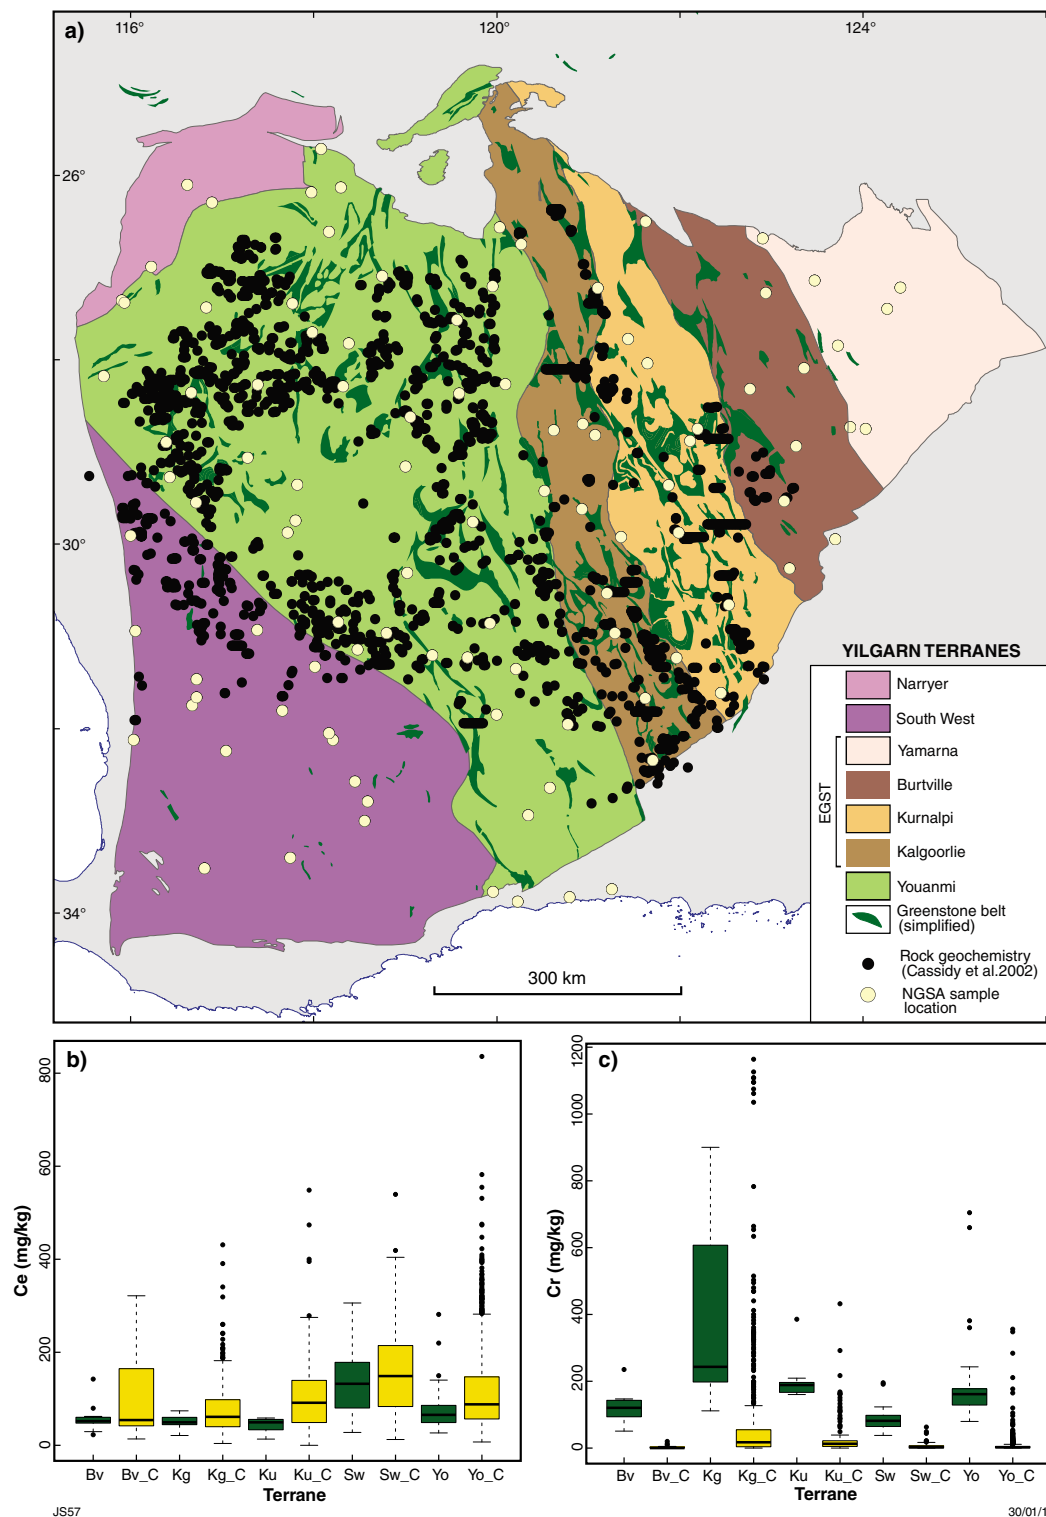 a)
116°
120°
124°
26°
30°
34°
YILGARN TERRANES
Narryer
South West
Yamarna
Burtville
Kurnalpi
Kalgoorlie
EGST
Youanmi
Greenstone belt
(simplified)
Rock geochemistry
(Cassidy et al.2002)
NGSA sample
location
300 km
b)
Ce (mg/kg)
800
600
400
200
0
Bv Bv_C Kg Kg_C Ku Ku_C Sw Sw_C Yo Yo_C
Terrane
c)
Cr (mg/kg)
1200
1000
800
600
400
200
0
Bv Bv_C Kg Kg_C Ku Ku_C Sw Sw_C Yo Yo_C
Terrane
JS57
30/01/1